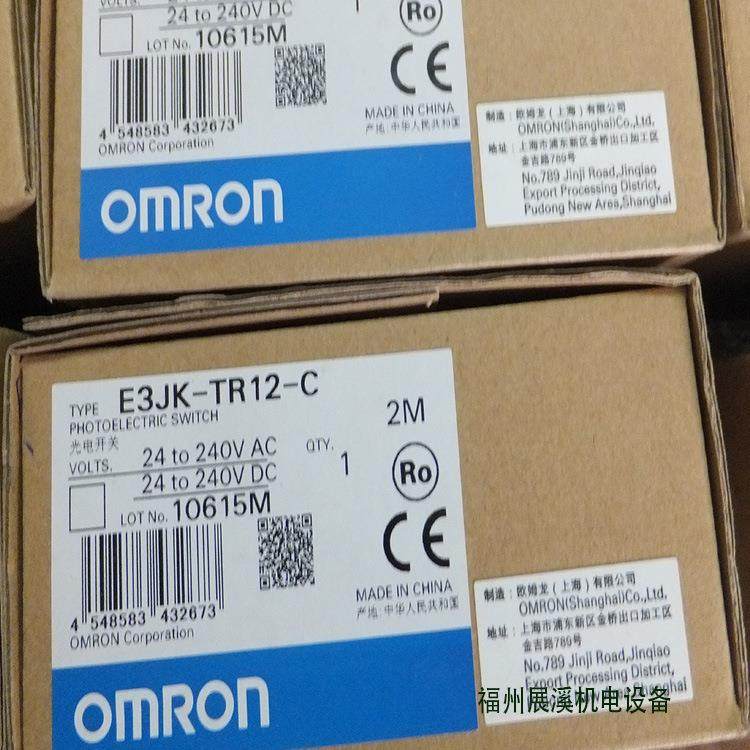 VOLTS.
24 to 240V DC
1
Ro
LOT No. 10615M
CE
4 548583 432673
MADE IN CHINA
产地: 中华人民共和国
OMRON Corporation
OMRON
制造: 欧姆龙（上海）有限公司
OMRON(Shanghai)Co.,Ltd,
地址: 上海市浦东新区金桥出口加工区
金吉路789号
No.789 Jinji Road,Jinqiao
Export Processing District,
Pudong New Area,Shanghai
TYPE E3JK-TR12-C
PHOTOELECTRIC SWITCH
2M
光电开关
VOLTS. 24 to 240V AC
24 to 240V DC
QTY. 1
Ro
LOT No. 10615M
CE
4 548583 432673
MADE IN CHINA
产地: 中华人民共和国
OMRON Corporation
OMRON
制造: 欧姆龙（上海）有限公司
OMRON(Shanghai)Co.,Ltd,
地址: 上海市浦东新区金桥出口加工区
金吉路789号
No.789 Jinji Road,Jinqiao
Export Processing District,
福州展溪机电设备